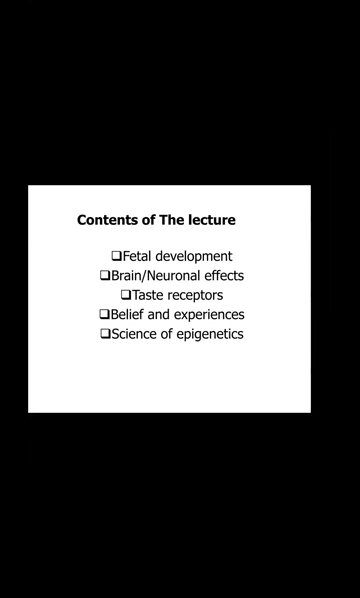 Contents of The lecture
❑Fetal development
❑Brain/Neuronal effects
❑Taste receptors
❑Belief and experiences
❑Science of epigenetics